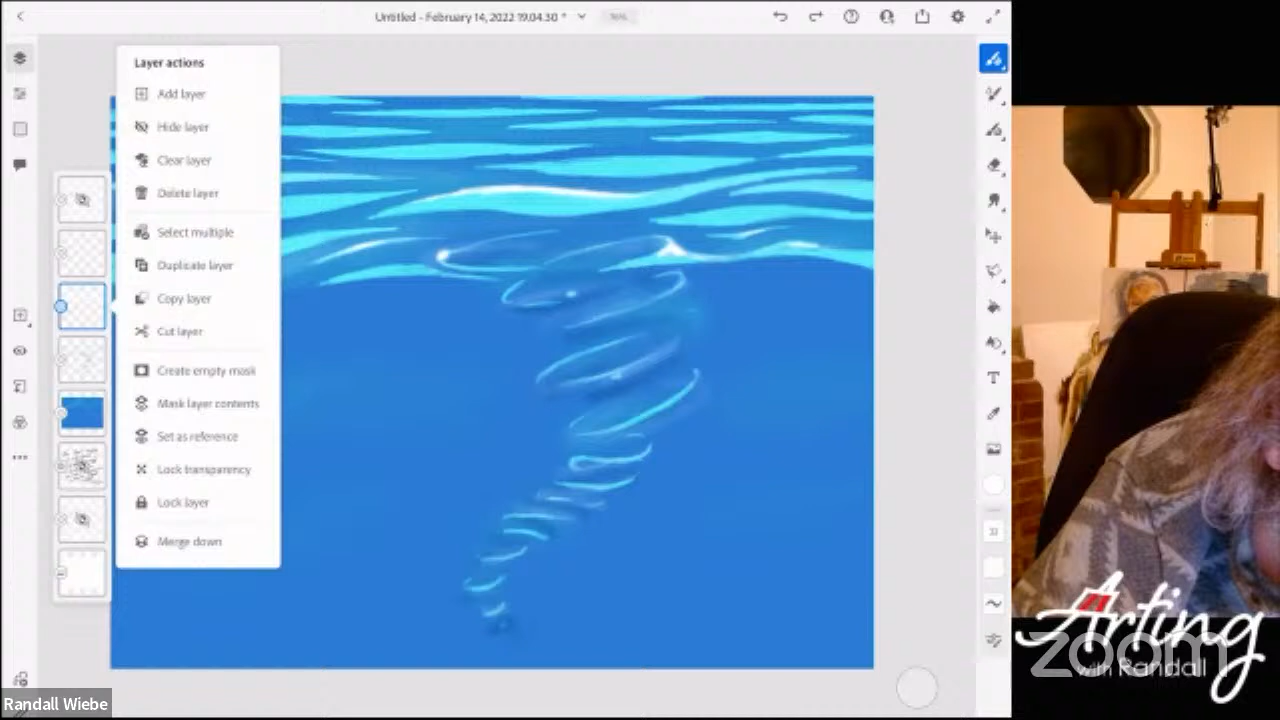 Untitled - February 14, 2022 19.04.30 *
Layer actions
Add layer
Hide layer
Clear layer
Delete layer
Select multiple
Duplicate layer
Copy layer
Cut layer
Create empty mask
Mask layer contents
Set as reference
Lock transparency
Lock layer
Merge down
T
Arting
zoom
with Randall
Randall Wiebe